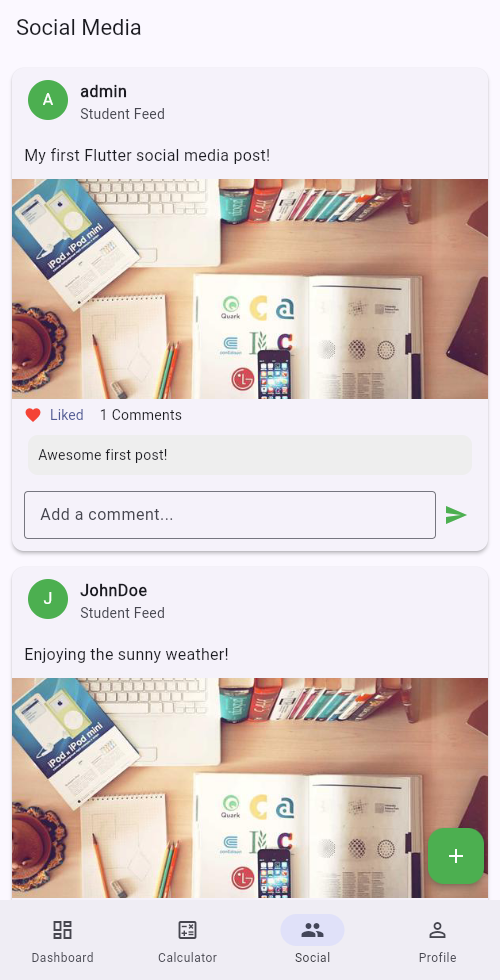 Social Media
A
admin
Student Feed
My first Flutter social media post!
iPod & iPod mini
Quark
LG
Liked 1 Comments
Awesome first post!
Add a comment...
J
JohnDoe
Student Feed
Enjoying the sunny weather!
iPod & iPod mini
Quark
LG
Dashboard
Calculator
Social
Profile